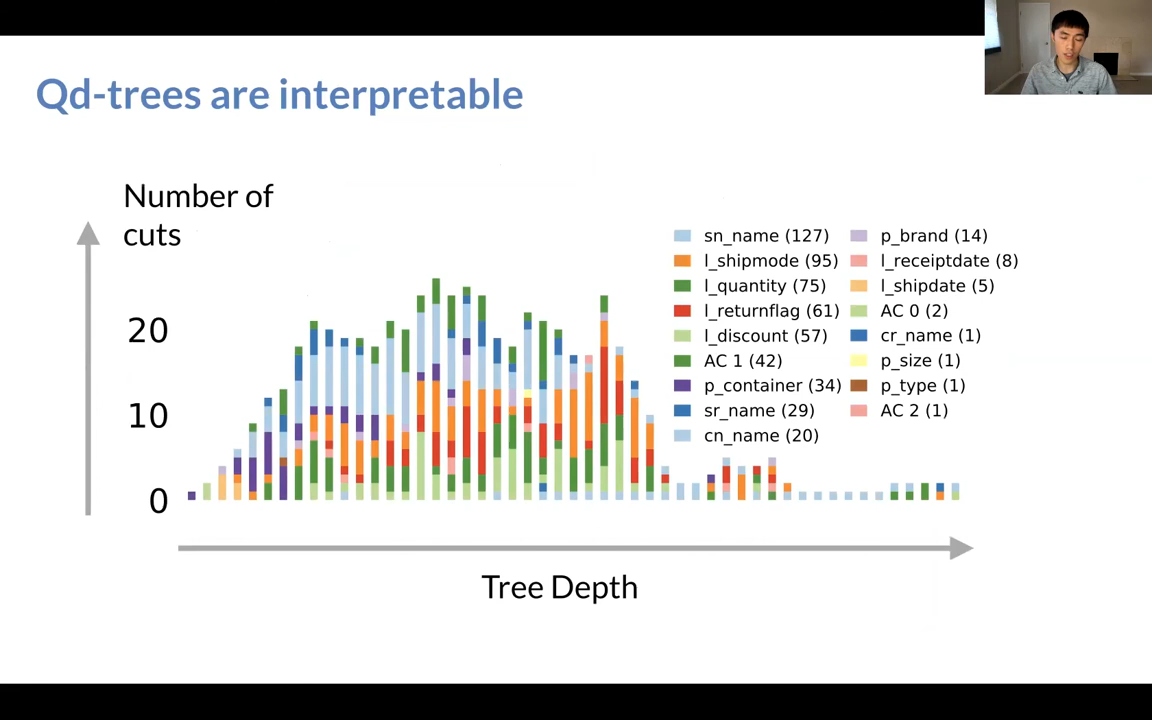 Qd-trees are interpretable
Number of
cuts
20
10
0
sn_name (127)
l_shipmode (95)
l_quantity (75)
l_returnflag (61)
l_discount (57)
AC 1 (42)
p_container (34)
sr_name (29)
cn_name (20)
p_brand (14)
l_receiptdate (8)
l_shipdate (5)
AC 0 (2)
cr_name (1)
p_size (1)
p_type (1)
AC 2 (1)
Tree Depth